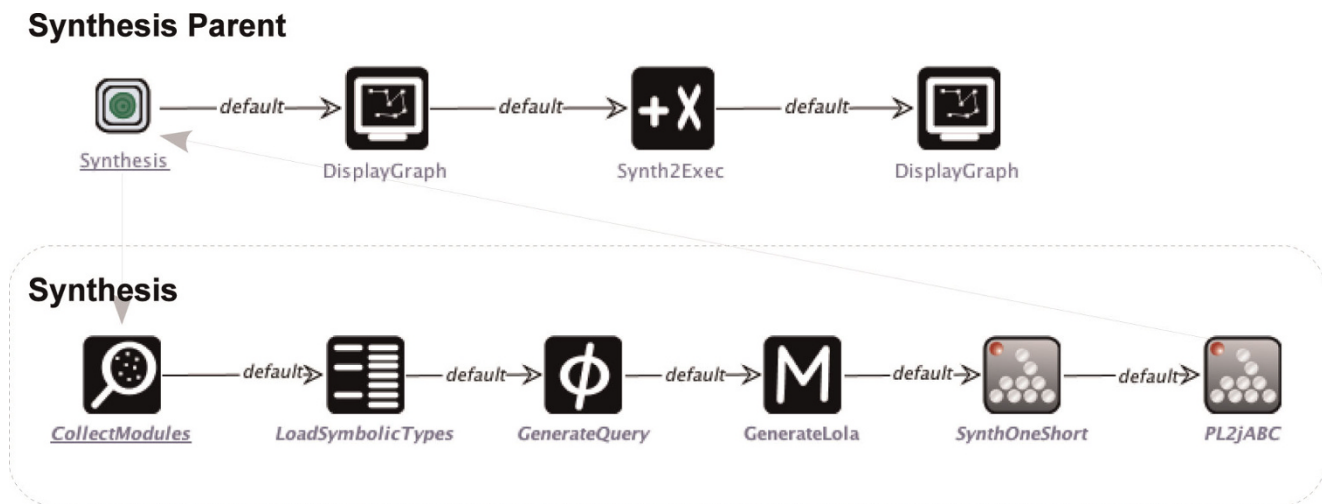 Synthesis Parent
default default default
Synthesis DisplayGraph Synth2Exec DisplayGraph
Synthesis
default default default default default
CollectModules LoadSymbolicTypes GenerateQuery GenerateLola SynthOneShort PL2jABC